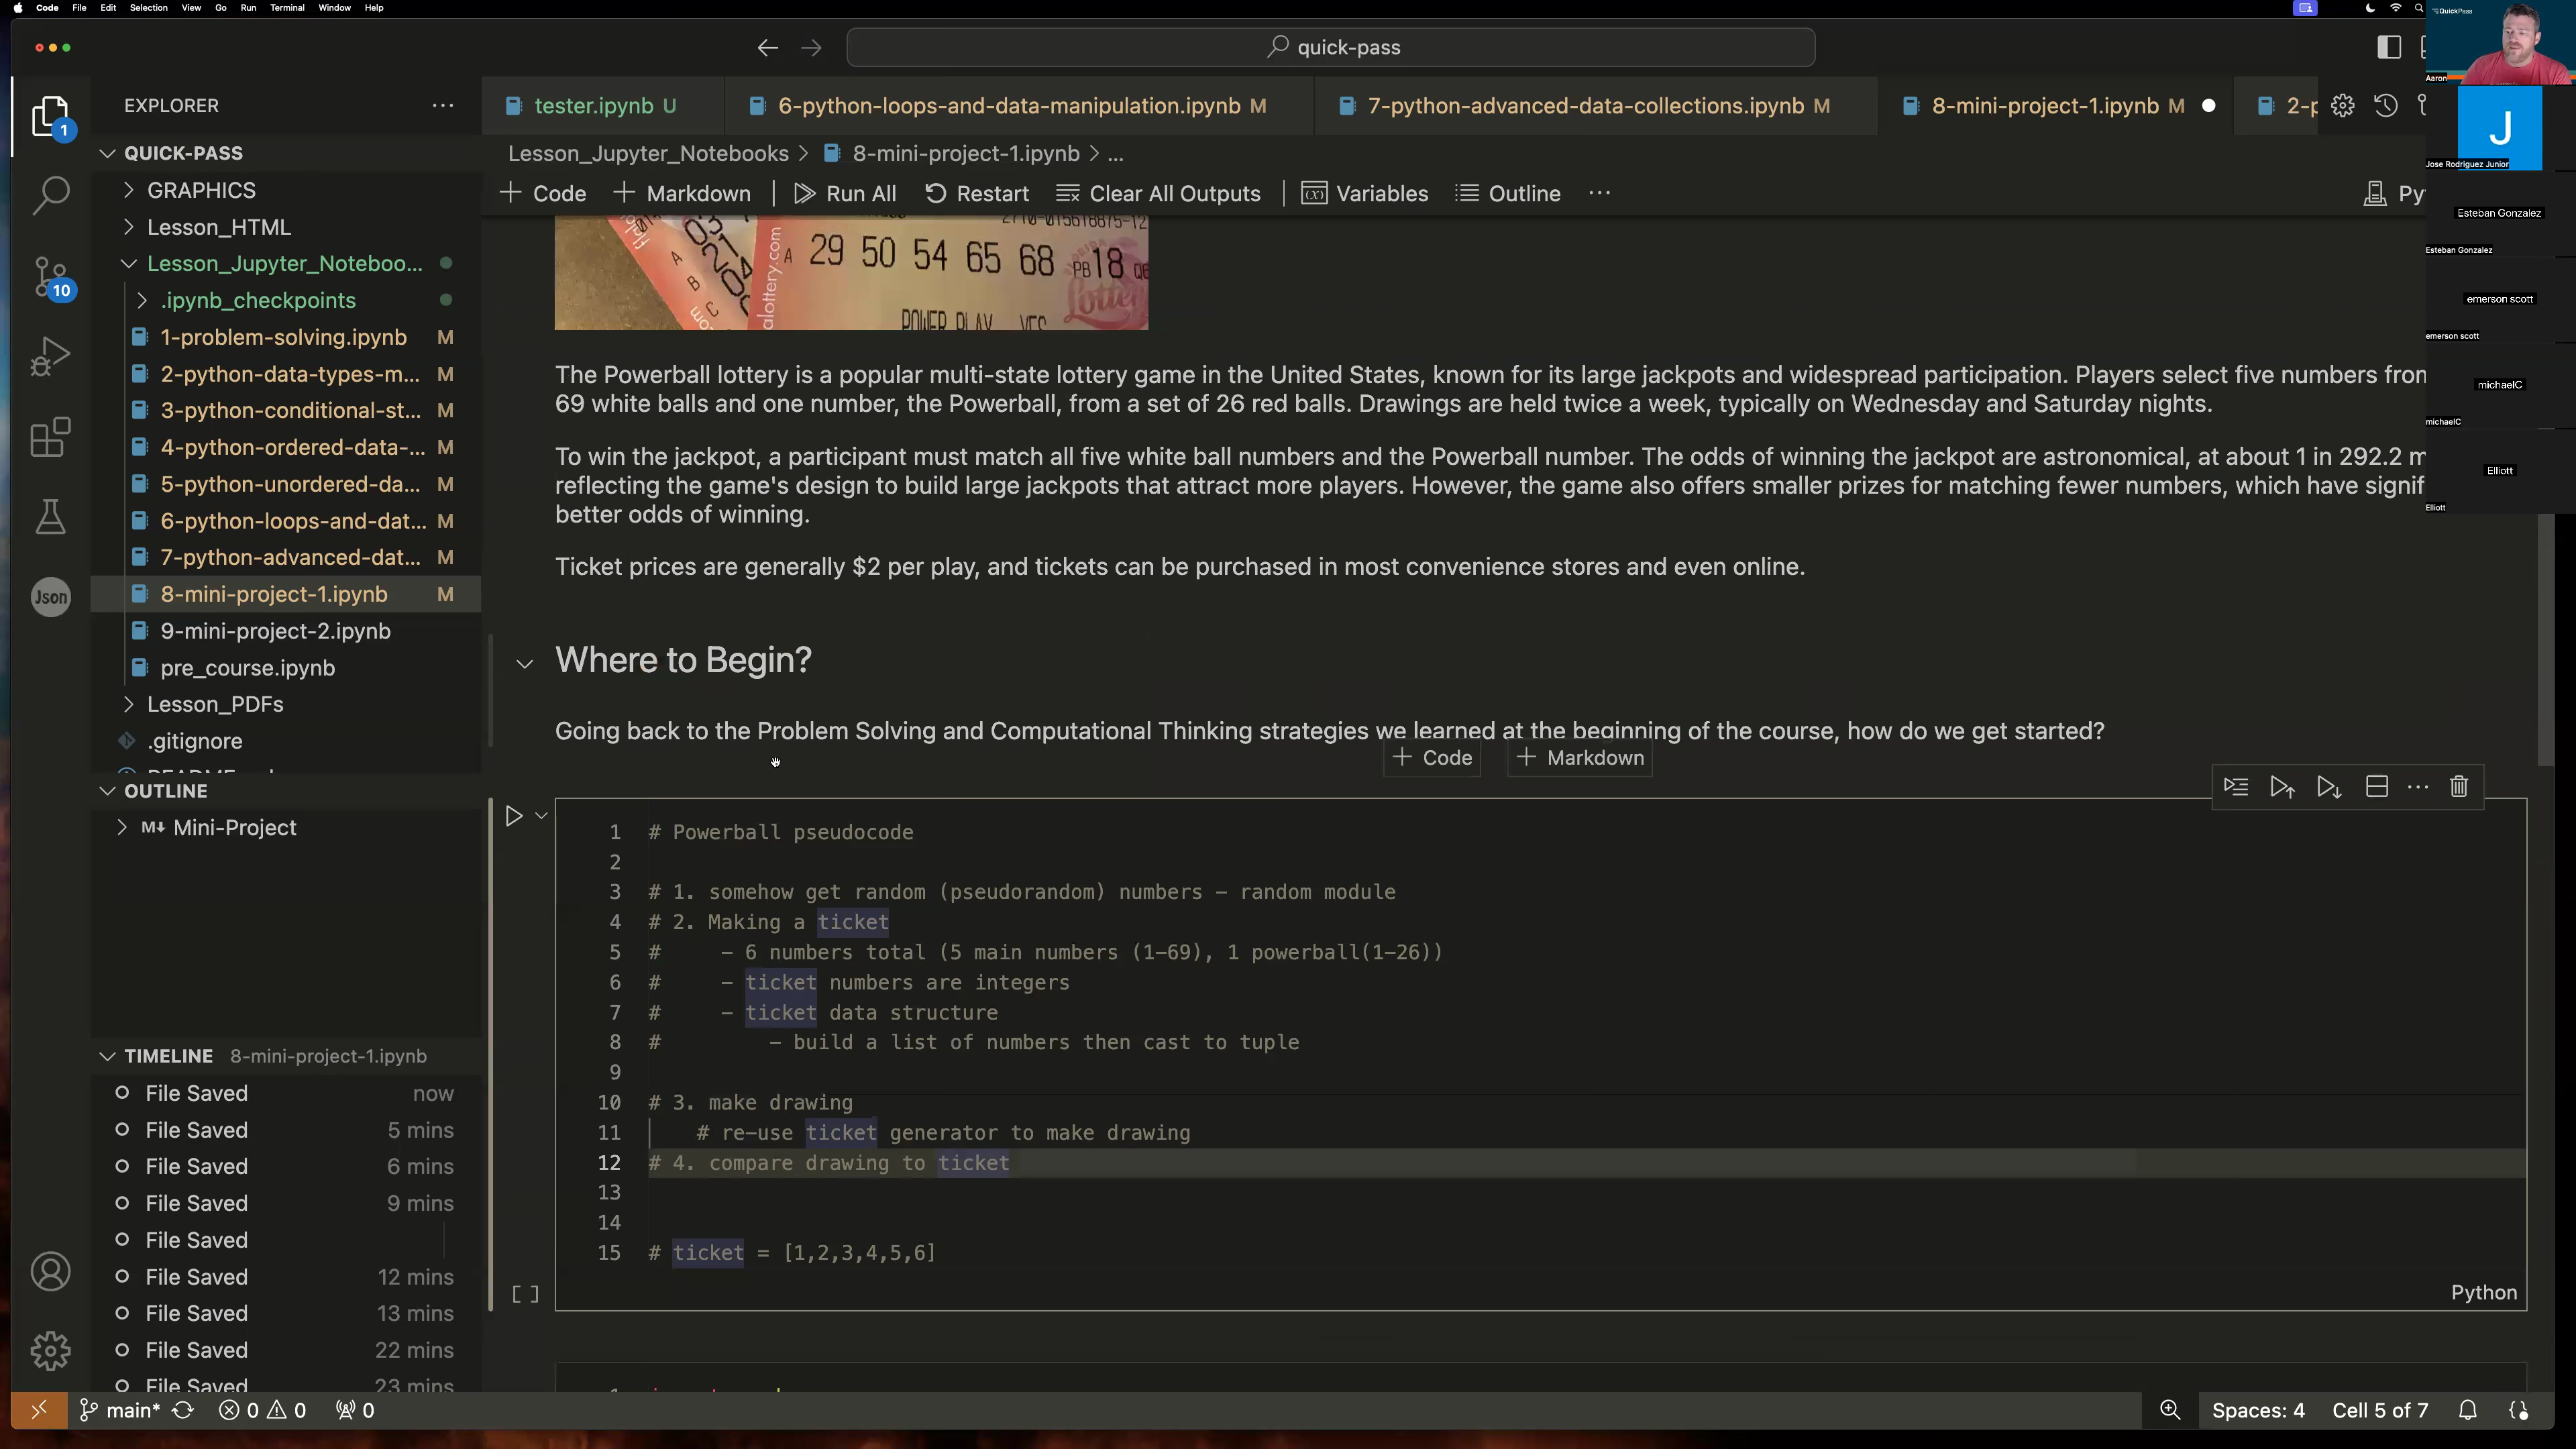 Code File Edit Selection View Go Run Terminal Window Help
QuickPass
quick-pass
Aaron
EXPLORER
tester.ipynb U
6-python-loops-and-data-manipulation.ipynb M
7-python-advanced-data-collections.ipynb M
8-mini-project-1.ipynb M
2-p
J
Jose Rodriguez Junior
QUICK-PASS
GRAPHICS
Lesson_HTML
Lesson_Jupyter_Noteboo...
.ipynb_checkpoints
1-problem-solving.ipynb M
2-python-data-types-m... M
3-python-conditional-st... M
4-python-ordered-data-... M
5-python-unordered-da... M
6-python-loops-and-dat... M
7-python-advanced-dat... M
8-mini-project-1.ipynb M
9-mini-project-2.ipynb
pre_course.ipynb
Lesson_PDFs
.gitignore
1
10
Json
OUTLINE
M↓ Mini-Project
TIMELINE 8-mini-project-1.ipynb
File Saved now
File Saved 5 mins
File Saved 6 mins
File Saved 9 mins
File Saved
File Saved 12 mins
File Saved 13 mins
File Saved 22 mins
File Saved 23 mins
Lesson_Jupyter_Notebooks > 8-mini-project-1.ipynb > ...
+ Code + Markdown | Run All Restart Clear All Outputs | Variables Outline ... Py
Esteban Gonzalez
Esteban Gonzalez
emerson scott
emerson scott
michaelC
michaelC
Elliott
Elliott
alottery.com
A 29 50 54 65 68 PB18
A
B
C
POWER PLAY YES
The Powerball lottery is a popular multi-state lottery game in the United States, known for its large jackpots and widespread participation. Players select five numbers fron
69 white balls and one number, the Powerball, from a set of 26 red balls. Drawings are held twice a week, typically on Wednesday and Saturday nights.
To win the jackpot, a participant must match all five white ball numbers and the Powerball number. The odds of winning the jackpot are astronomical, at about 1 in 292.2 m
reflecting the game's design to build large jackpots that attract more players. However, the game also offers smaller prizes for matching fewer numbers, which have signif
better odds of winning.
Ticket prices are generally $2 per play, and tickets can be purchased in most convenience stores and even online.
Where to Begin?
Going back to the Problem Solving and Computational Thinking strategies we learned at the beginning of the course, how do we get started?
+ Code + Markdown
1 # Powerball pseudocode
2
3 # 1. somehow get random (pseudorandom) numbers - random module
4 # 2. Making a ticket
5 # - 6 numbers total (5 main numbers (1-69), 1 powerball(1-26))
6 # - ticket numbers are integers
7 # - ticket data structure
8 # - build a list of numbers then cast to tuple
9
10 # 3. make drawing
11 # re-use ticket generator to make drawing
12 # 4. compare drawing to ticket
13
14
15 # ticket = [1,2,3,4,5,6]
[ ] Python
main* 0 0 0
Spaces: 4 Cell 5 of 7